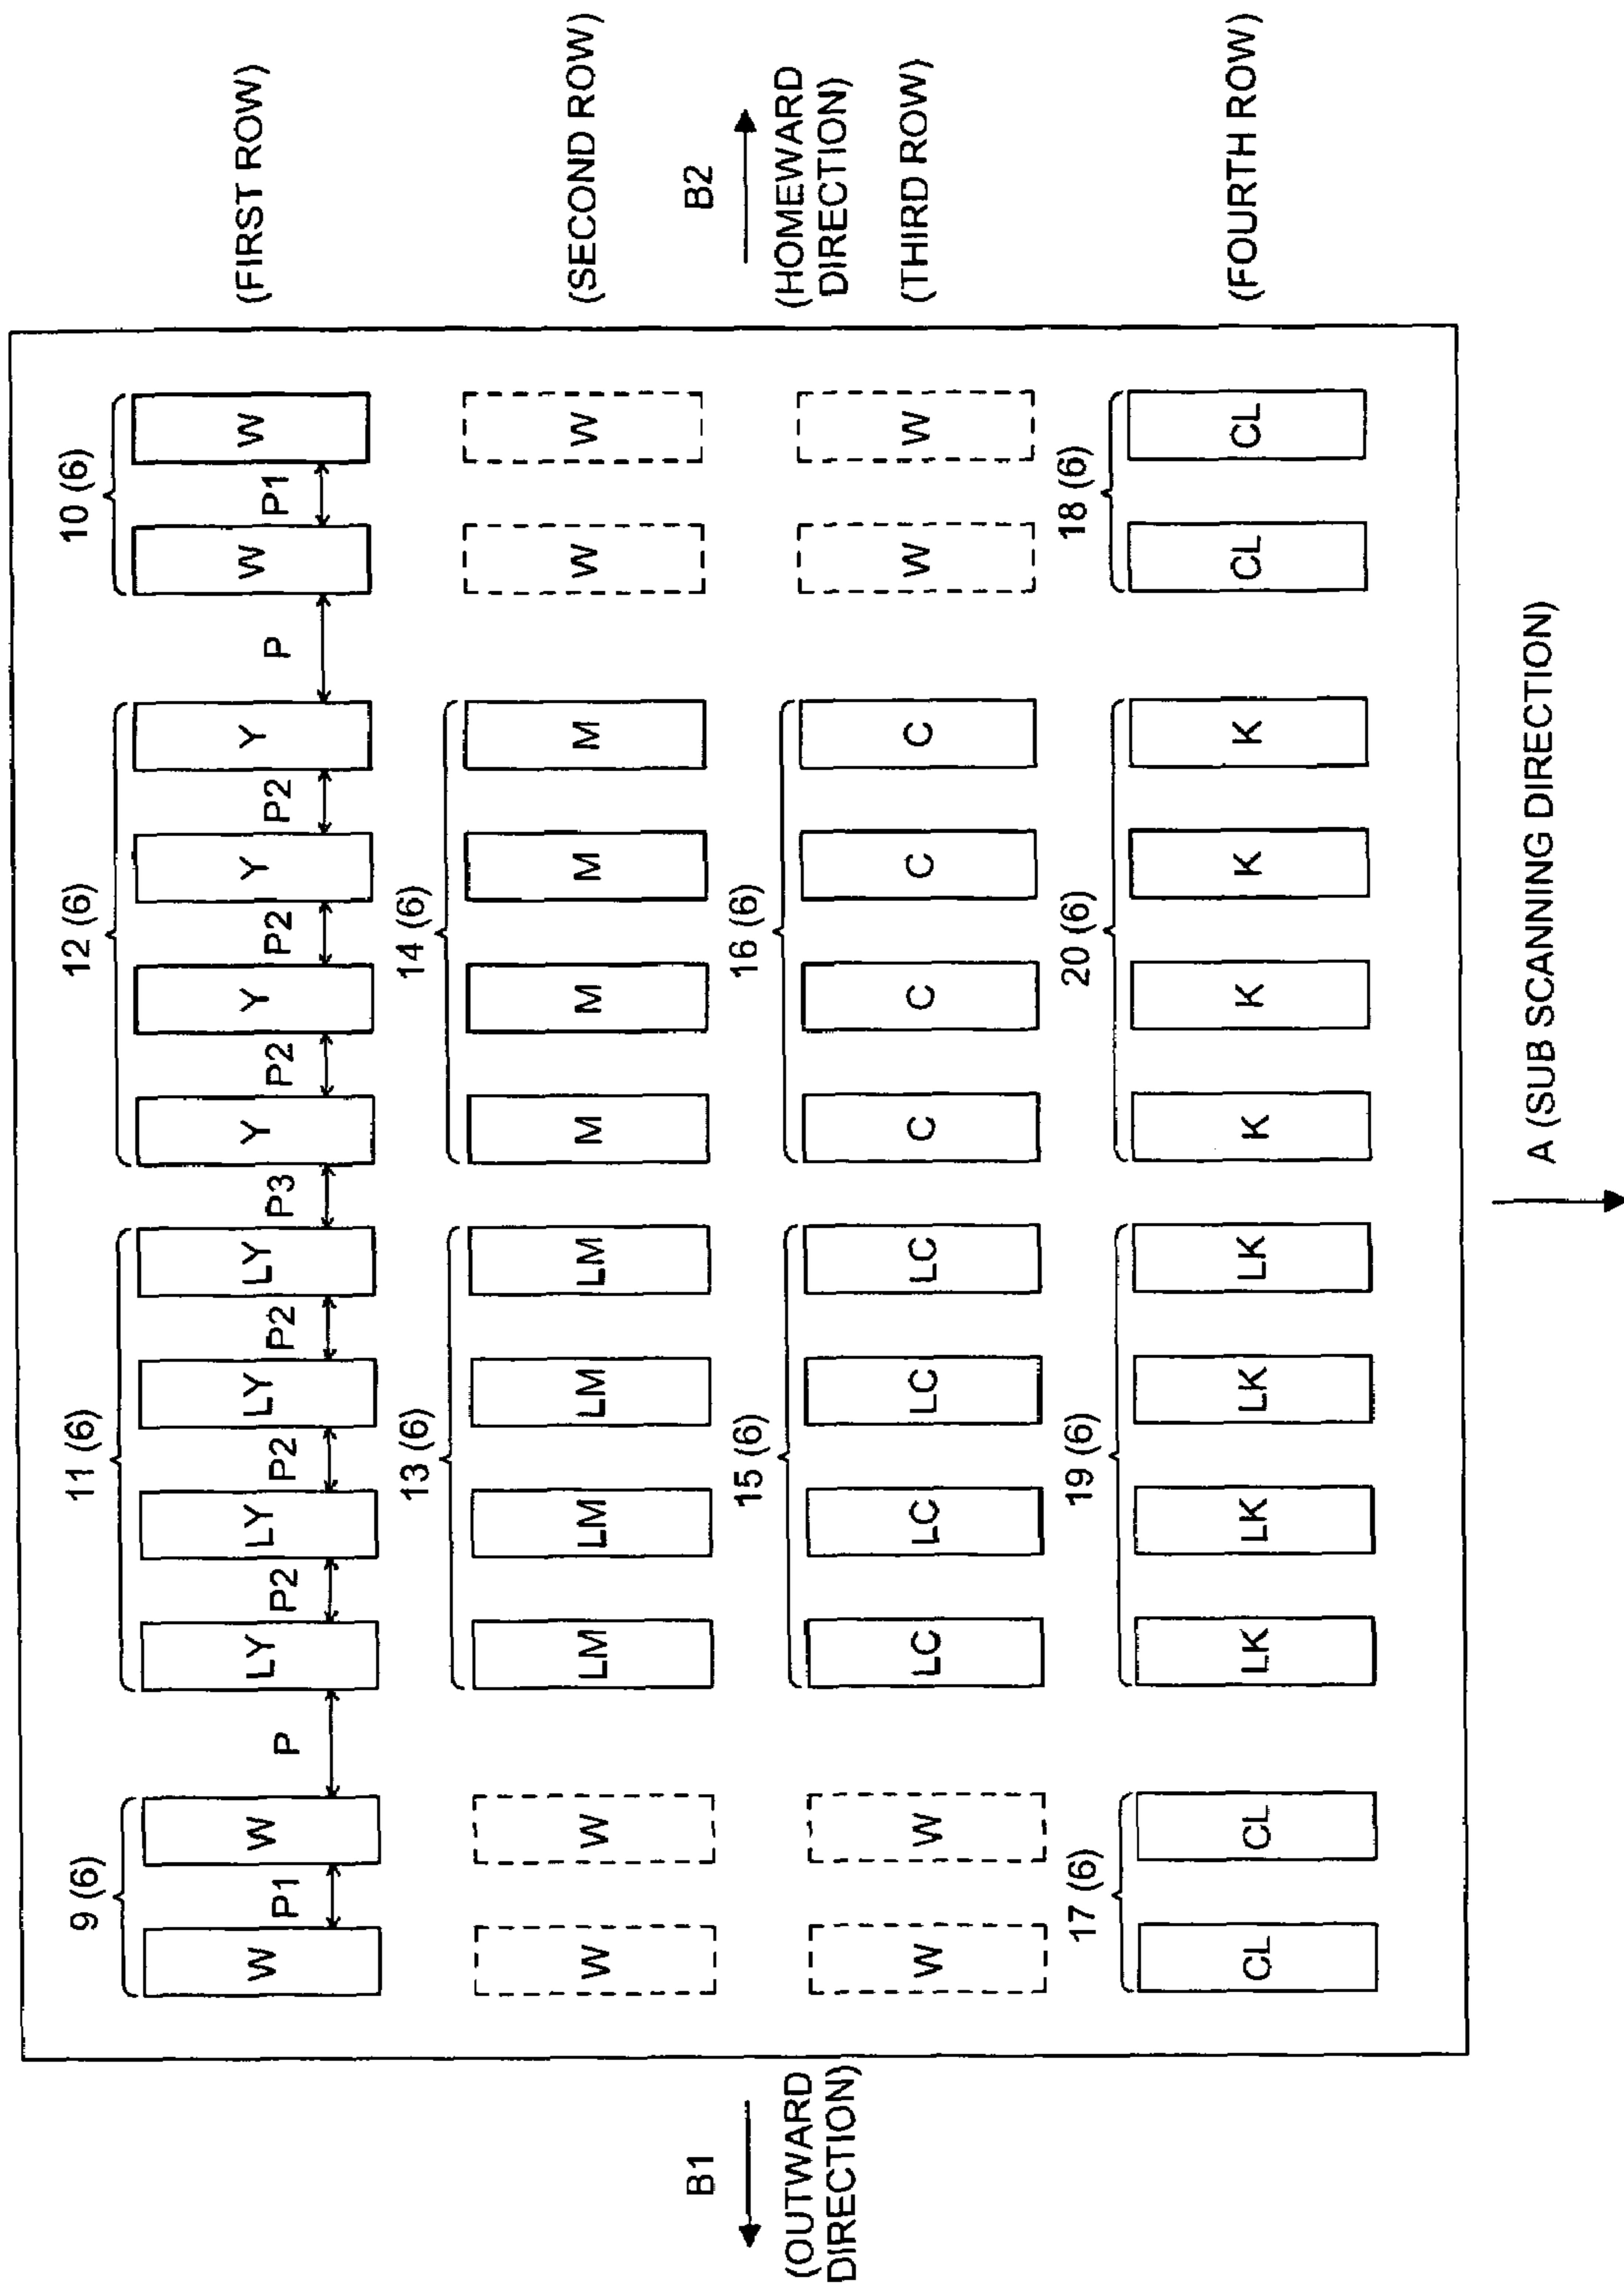 9 (6)
11 (6)
12 (6)
10 (6)
W P1 W P LY P2 LY P2 LY P2 LY P3 Y P2 Y P2 Y P2 Y P W P1 W
(FIRST ROW)
13 (6)
14 (6)
W W LM LM LM LM M M M M W W
(SECOND ROW)
B1
(OUTWARD
DIRECTION)
B2
(HOMEWARD
DIRECTION)
15 (6)
16 (6)
W W LC LC LC LC C C C C W W
(THIRD ROW)
17 (6)
19 (6)
20 (6)
18 (6)
CL CL LK LK LK LK K K K K CL CL
(FOURTH ROW)
A (SUB SCANNING DIRECTION)